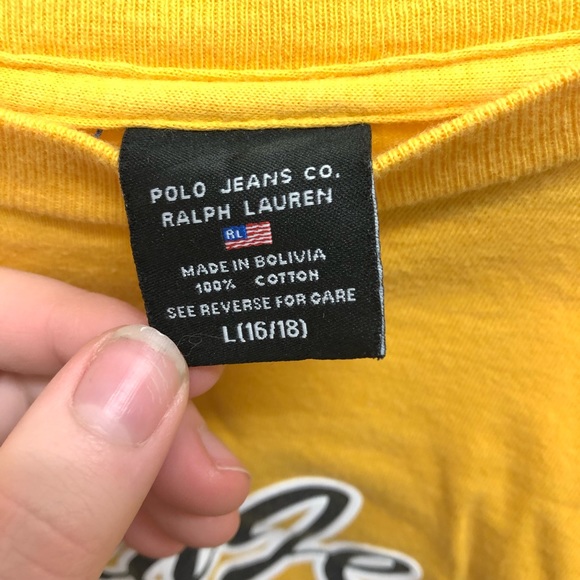 POLO JEANS CO.
RALPH LAUREN
RL
MADE IN BOLIVIA
100% COTTON
SEE REVERSE FOR CARE
L(16/18)